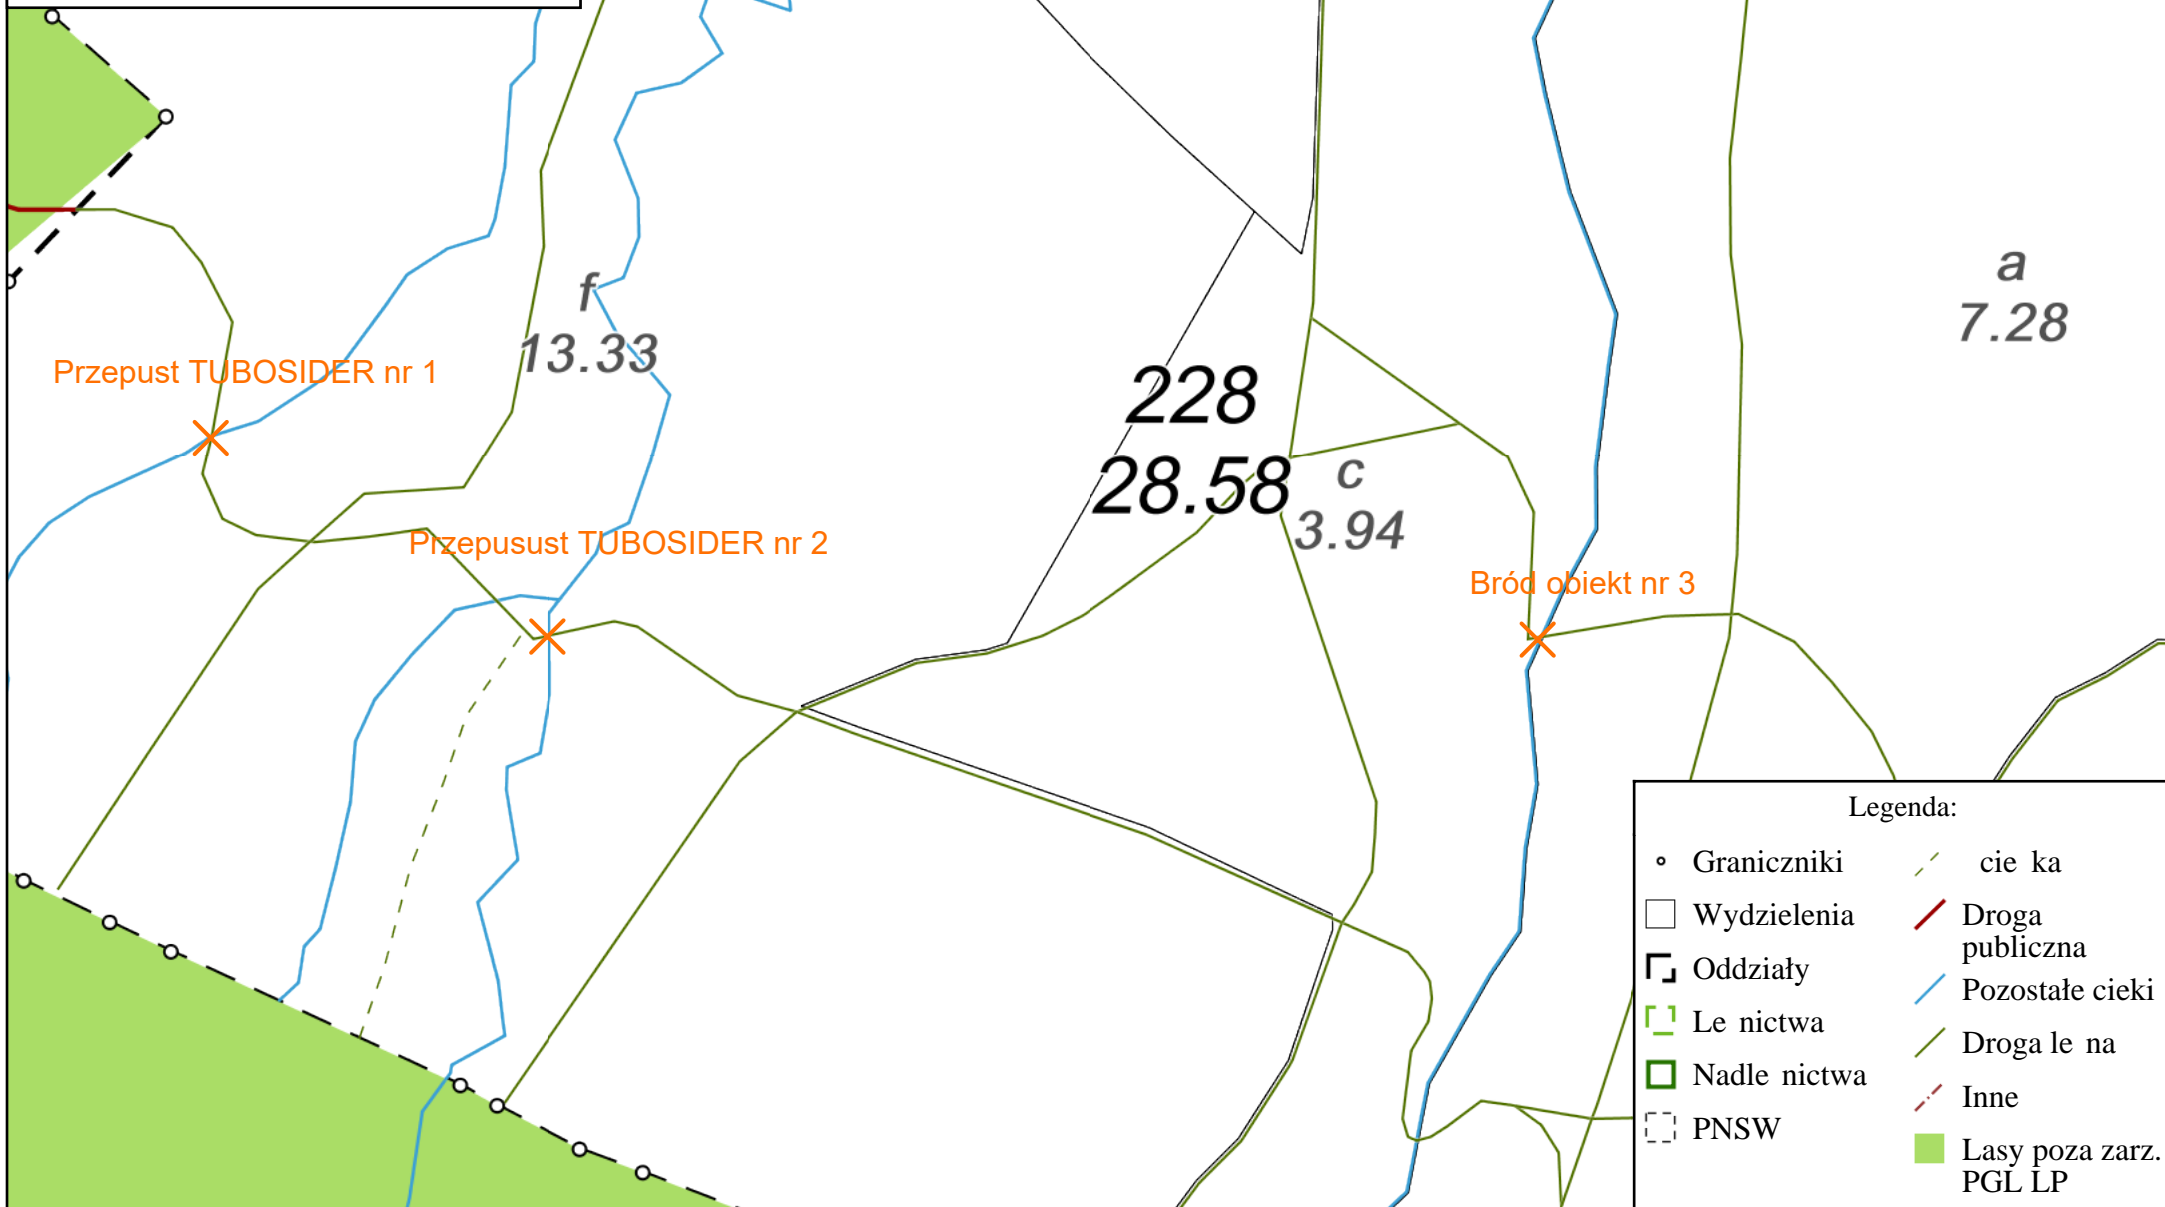 f
13.33
a
7.28
Przepust TUBOSIDER nr 1
228
28.58
c
3.94
Przepusust TUBOSIDER nr 2
Bród obiekt nr 3
Legenda:
Graniczniki
Wydzielenia
Oddziały
Le nictwa
Nadle nictwa
PNSW
cie ka
Droga
publiczna
Pozostałe cieki
Droga le na
Inne
Lasy poza zarz.
PGL LP